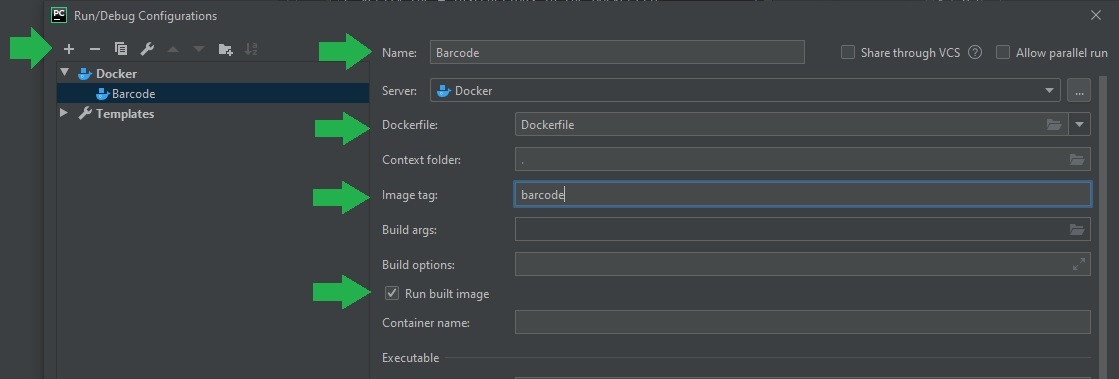 PC Run/Debug Configurations
Name: Barcode Share through VCS ? Allow parallel run
Docker
Barcode
Templates
Server: Docker ...
Dockerfile: Dockerfile
Context folder: .
Image tag: barcode
Build args:
Build options:
Run built image
Container name:
Executable